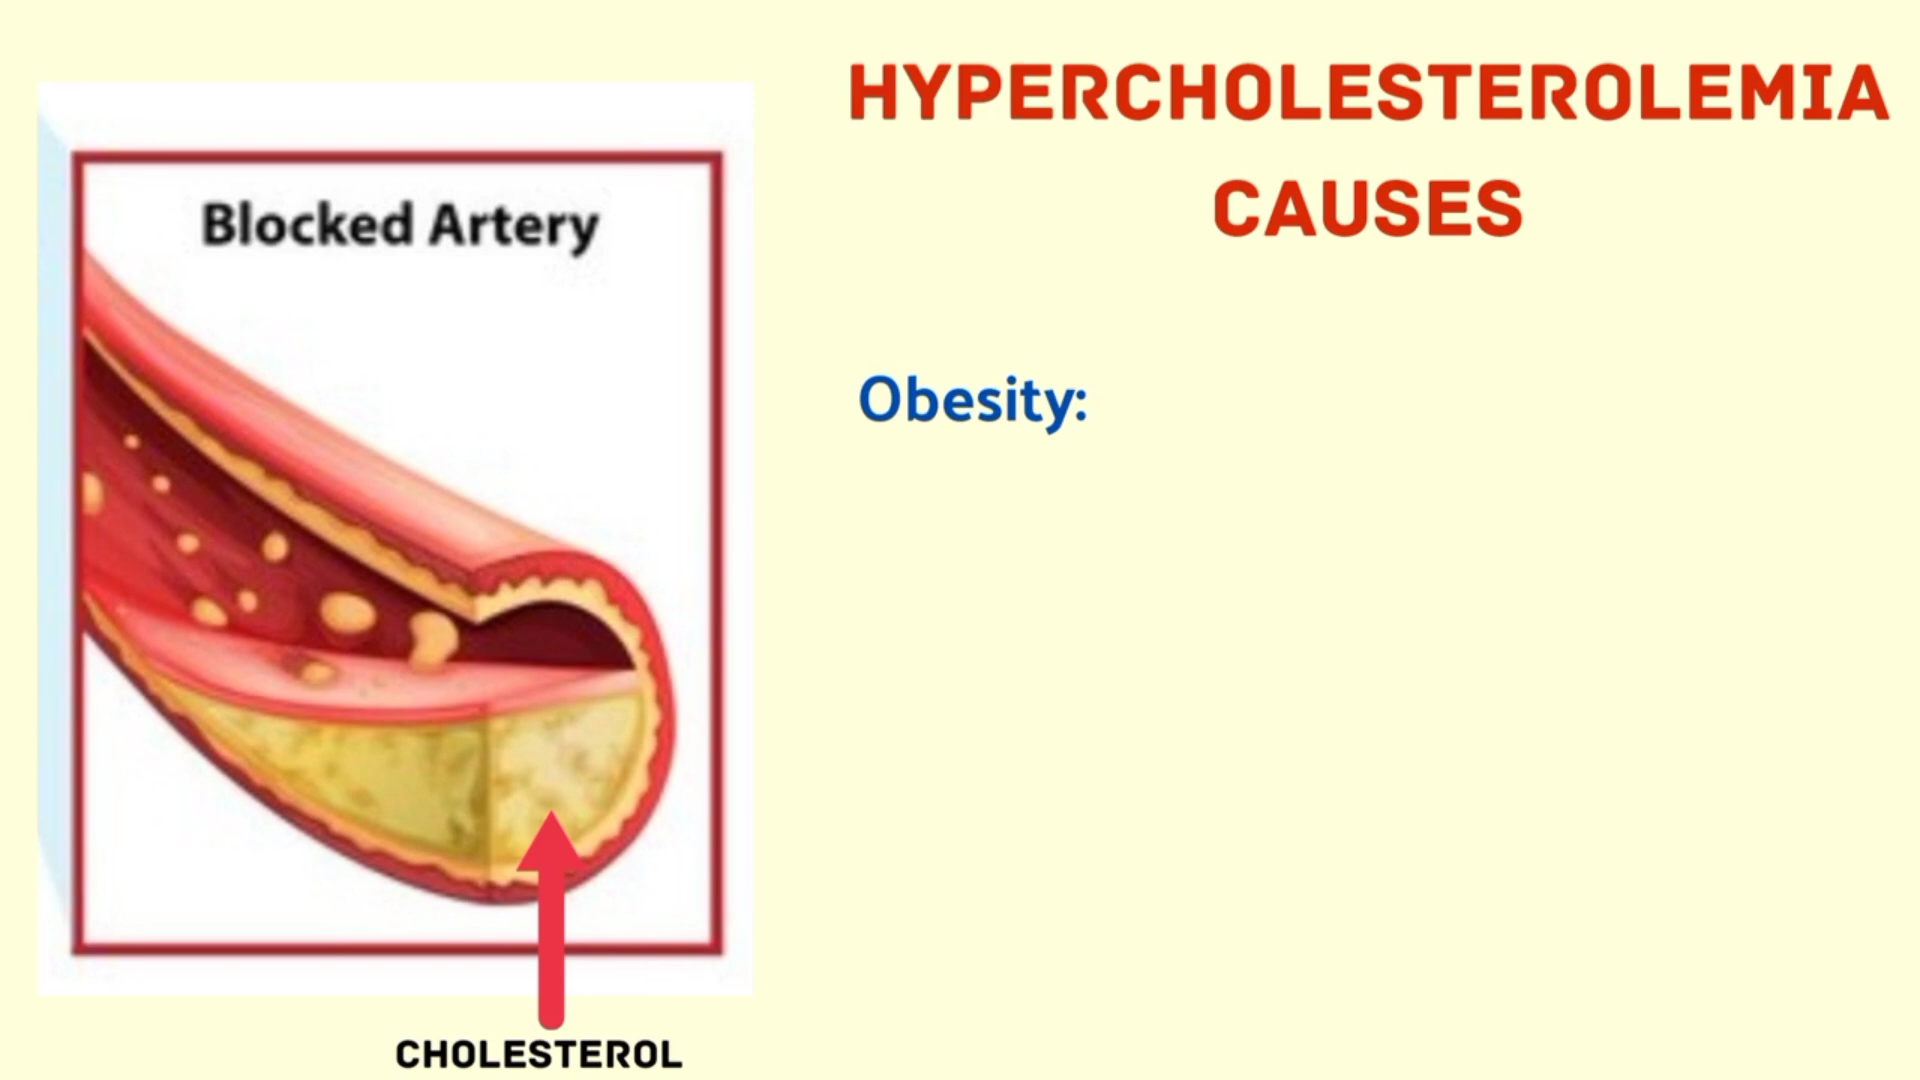 HYPERCHOLESTEROLEMIA
CAUSES
Blocked Artery
Obesity:
CHOLESTEROL